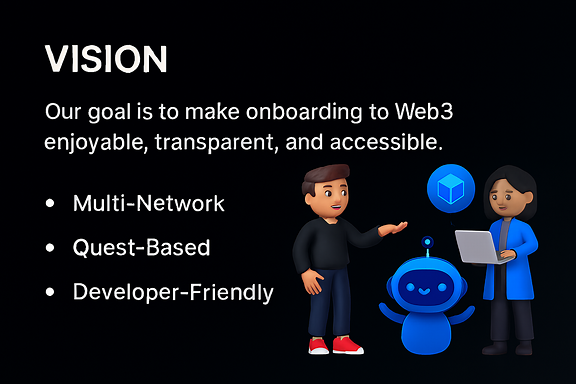 VISION
Our goal is to make onboarding to Web3
enjoyable, transparent, and accessible.
• Multi-Network
• Quest-Based
• Developer-Friendly